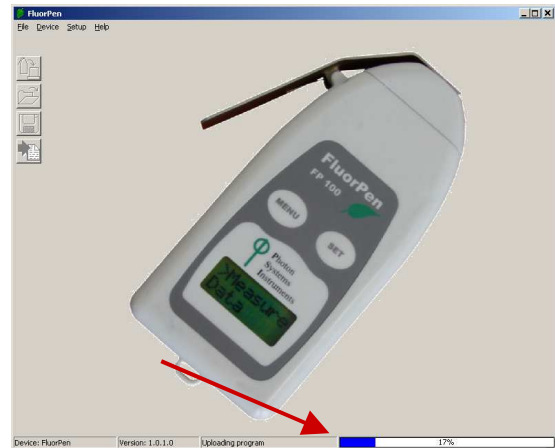 FluorPen
File Device Setup Help
FluorPen
FP 100
MENU
SET
Photon
Systems
Instruments
>Measure
Data
Device: FluorPen Version: 1.0.1.0 Uploading program 17%